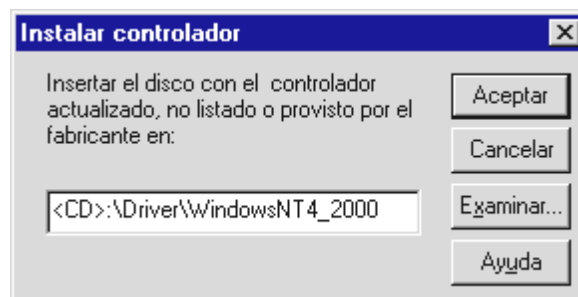 Instalar controlador
Insertar el disco con el controlador
actualizado, no listado o provisto por el
fabricante en:
<CD>:\Driver\WindowsNT4_2000
Aceptar
Cancelar
Examinar...
Ayuda